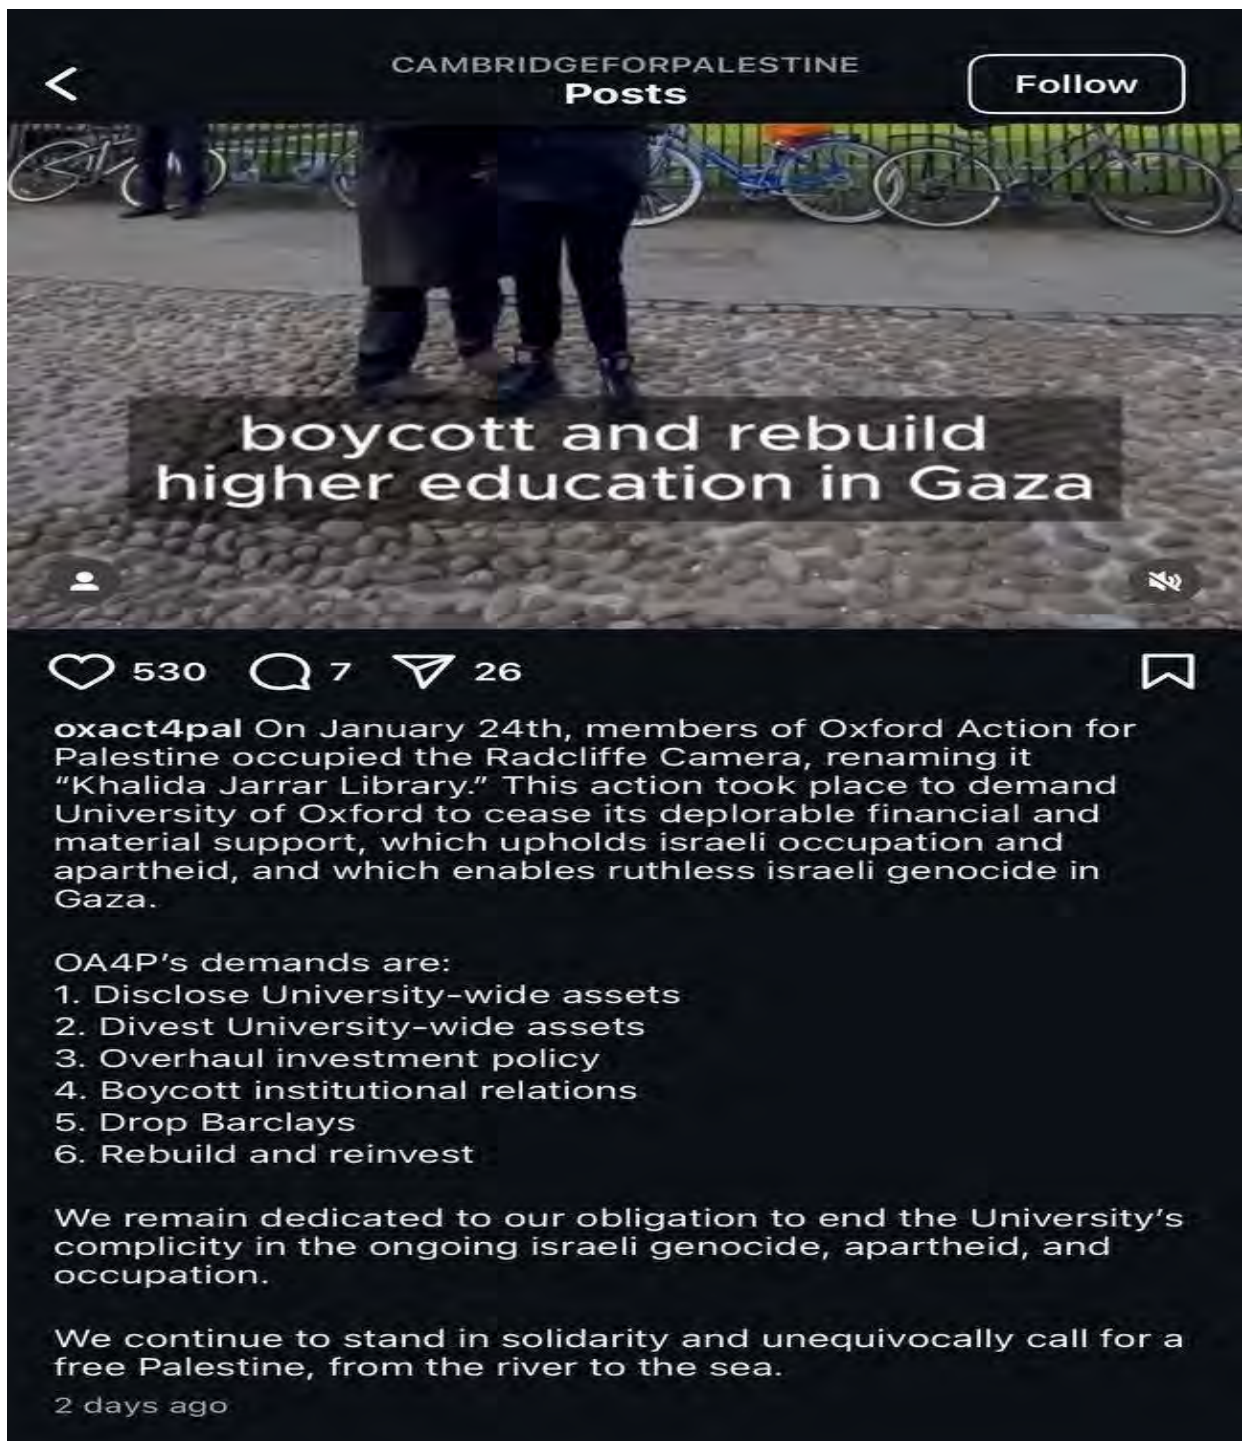 CAMBRIDGEFORPALESTINE
Posts
Follow
boycott and rebuild
higher education in Gaza
530 7 26
oxact4pal On January 24th, members of Oxford Action for
Palestine occupied the Radcliffe Camera, renaming it
“Khalida Jarrar Library.” This action took place to demand
University of Oxford to cease its deplorable financial and
material support, which upholds israeli occupation and
apartheid, and which enables ruthless israeli genocide in
Gaza.
OA4P’s demands are:
1. Disclose University-wide assets
2. Divest University-wide assets
3. Overhaul investment policy
4. Boycott institutional relations
5. Drop Barclays
6. Rebuild and reinvest
We remain dedicated to our obligation to end the University’s
complicity in the ongoing israeli genocide, apartheid, and
occupation.
We continue to stand in solidarity and unequivocally call for a
free Palestine, from the river to the sea.
2 days ago